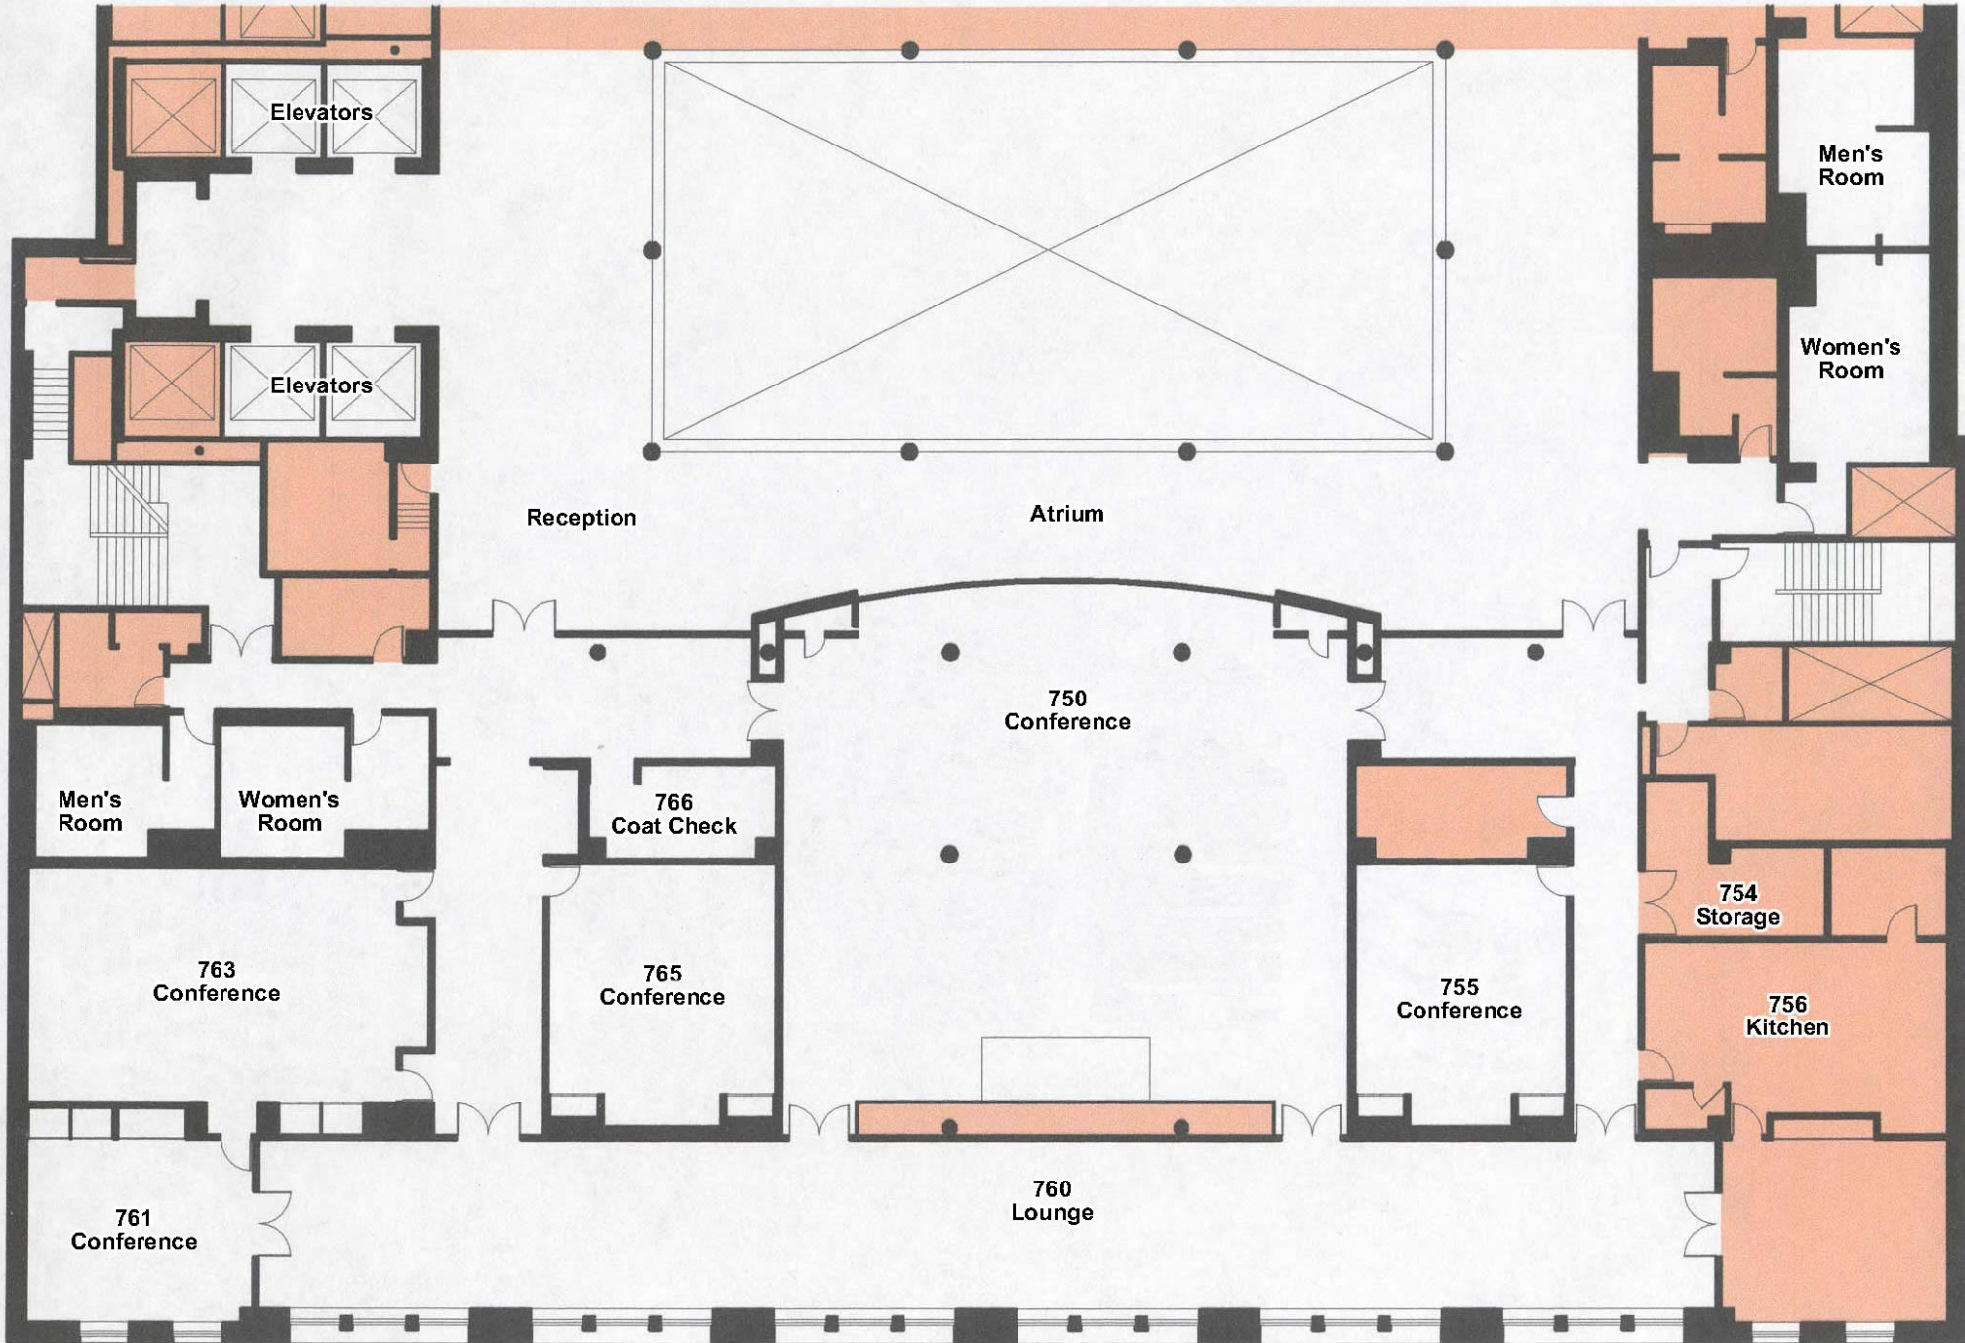 Elevators
Men's
Room
Women's
Room
Elevators
Reception
Atrium
750
Conference
Men's
Room
Women's
Room
766
Coat Check
754
Storage
763
Conference
765
Conference
755
Conference
756
Kitchen
760
Lounge
761
Conference